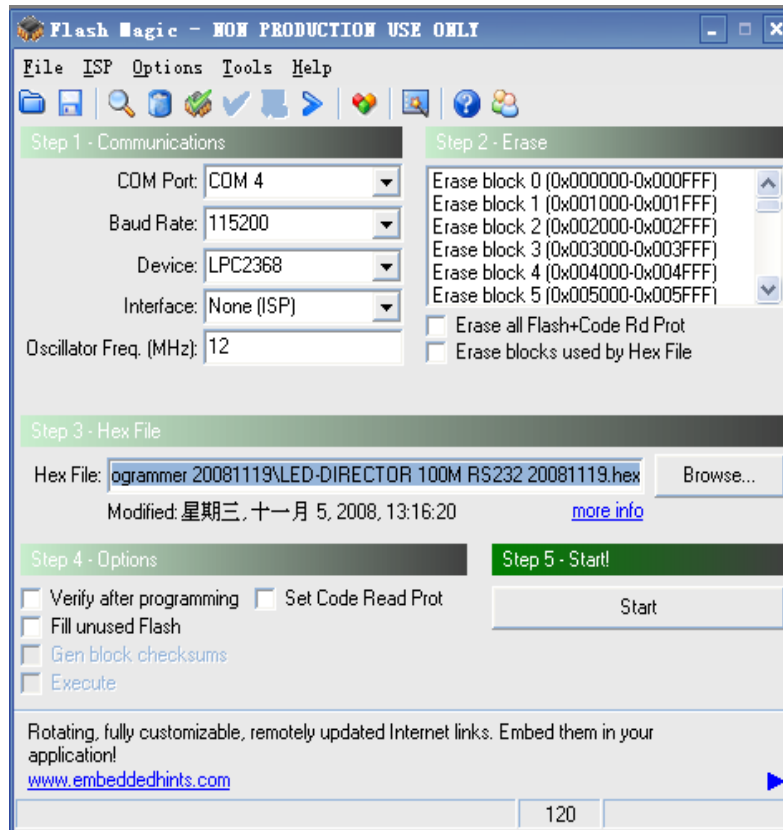 Flash Magic - NON PRODUCTION USE ONLY
File ISP Options Tools Help
Step 1 - Communications
COM Port: COM 4
Baud Rate: 115200
Device: LPC2368
Interface: None (ISP)
Oscillator Freq. (MHz): 12
Step 2 - Erase
Erase block 0 (0x000000-0x000FFF)
Erase block 1 (0x001000-0x001FFF)
Erase block 2 (0x002000-0x002FFF)
Erase block 3 (0x003000-0x003FFF)
Erase block 4 (0x004000-0x004FFF)
Erase block 5 (0x005000-0x005FFF)
Erase all Flash+Code Rd Prot
Erase blocks used by Hex File
Step 3 - Hex File
Hex File: ogrammer 20081119\LED-DIRECTOR 100M RS232 20081119.hex Browse...
Modified: 星期三, 十一月 5, 2008, 13:16:20 more info
Step 4 - Options
Verify after programming Set Code Read Prot
Fill unused Flash
Gen block checksums
Execute
Step 5 - Start!
Start
Rotating, fully customizable, remotely updated Internet links. Embed them in your
application!
www.embeddedhints.com
120